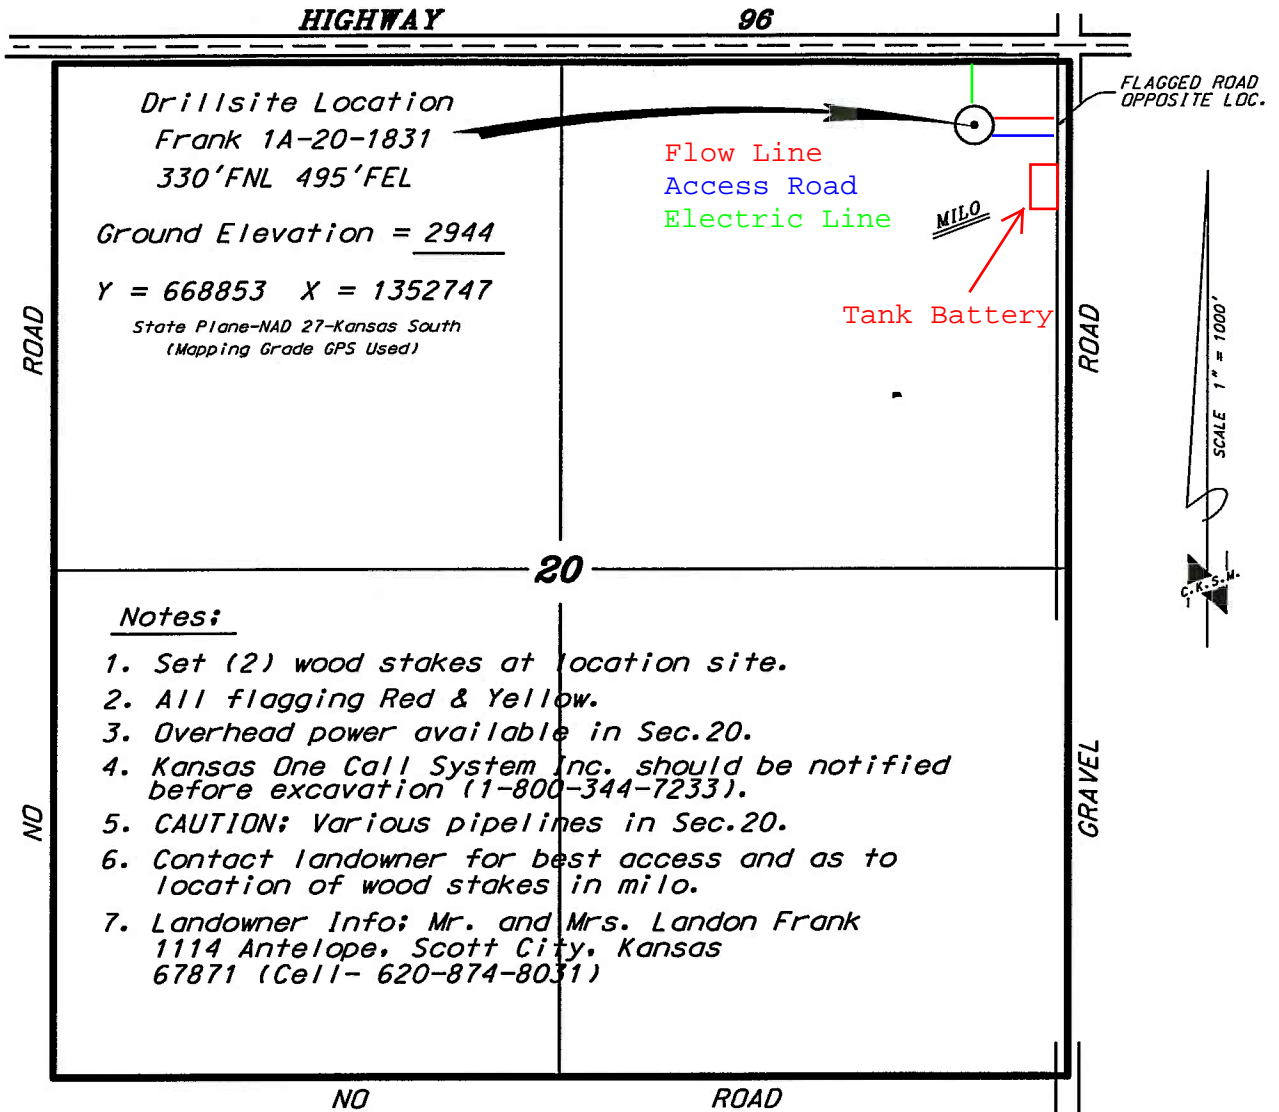 HIGHWAY 96
FLAGGED ROAD
OPPOSITE LOC.
Drillsite Location
Frank 1A-20-1831
330'FNL 495'FEL
Ground Elevation = 2944
Y = 668853 X = 1352747
State Plane-NAD 27-Kansas South
(Mapping Grade GPS Used)
Flow Line
Access Road
Electric Line
MILO
Tank Battery
ROAD
ROAD
SCALE 1" = 1000'
C.K.S.M.
20
Notes:
1. Set (2) wood stakes at location site.
2. All flagging Red & Yellow.
3. Overhead power available in Sec.20.
4. Kansas One Call System Inc. should be notified
before excavation (1-800-344-7233).
5. CAUTION: Various pipelines in Sec.20.
6. Contact landowner for best access and as to
location of wood stakes in milo.
7. Landowner Info: Mr. and Mrs. Landon Frank
1114 Antelope, Scott City, Kansas
67871 (Cell- 620-874-8031)
NO
GRAVEL
NO ROAD